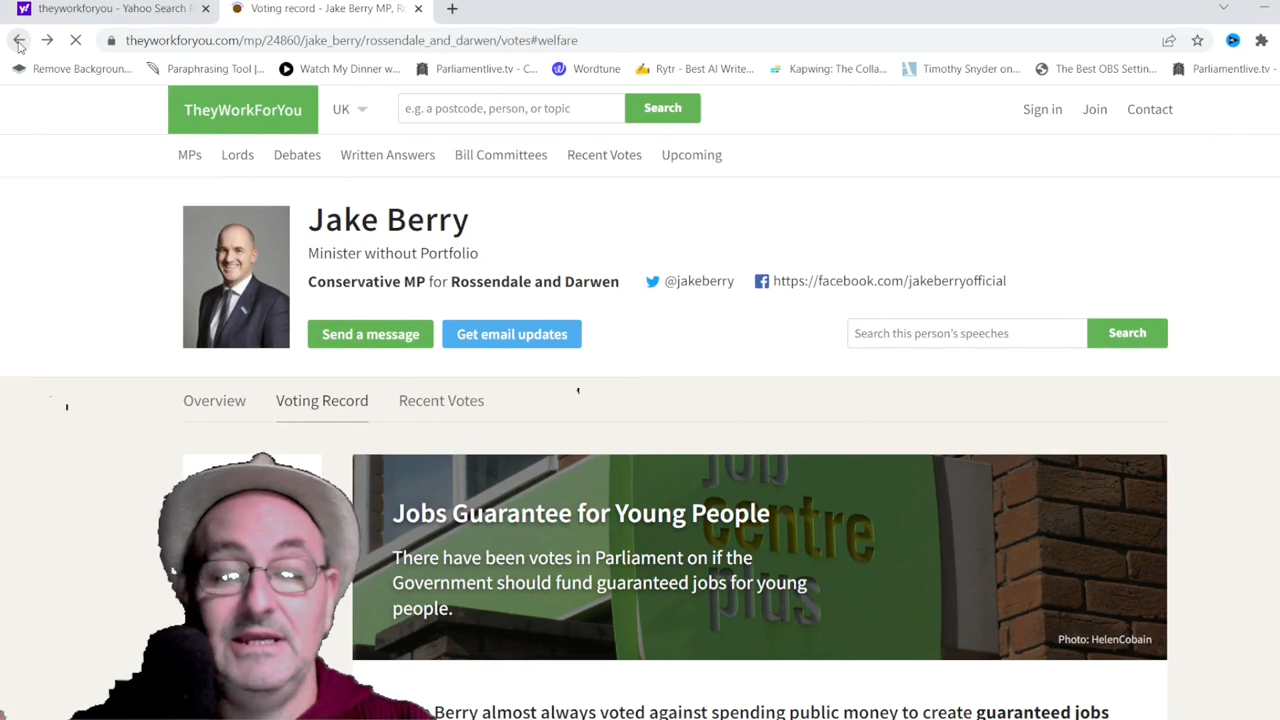 theyworkforyou - Yahoo Search
Voting record - Jake Berry MP, R
theyworkforyou.com/mp/24860/jake_berry/rossendale_and_darwen/votes#welfare
Remove Backgroun... Paraphrasing Tool |... Watch My Dinner w... Parliamentlive.tv - C... Wordtune Rytr - Best AI Write... Kapwing: The Colla... Timothy Snyder on... The Best OBS Settin... Parliamentlive.tv -
TheyWorkForYou UK e.g. a postcode, person, or topic Search Sign in Join Contact
MPs Lords Debates Written Answers Bill Committees Recent Votes Upcoming
Jake Berry
Minister without Portfolio
Conservative MP for Rossendale and Darwen @jakeberry https://facebook.com/jakeberryofficial
Send a message Get email updates Search this person's speeches Search
Overview Voting Record Recent Votes
job
centre
plus
Jobs Guarantee for Young People
There have been votes in Parliament on if the
Government should fund guaranteed jobs for young
people.
Photo: HelenCobain
Berry almost always voted against spending public money to create guaranteed jobs